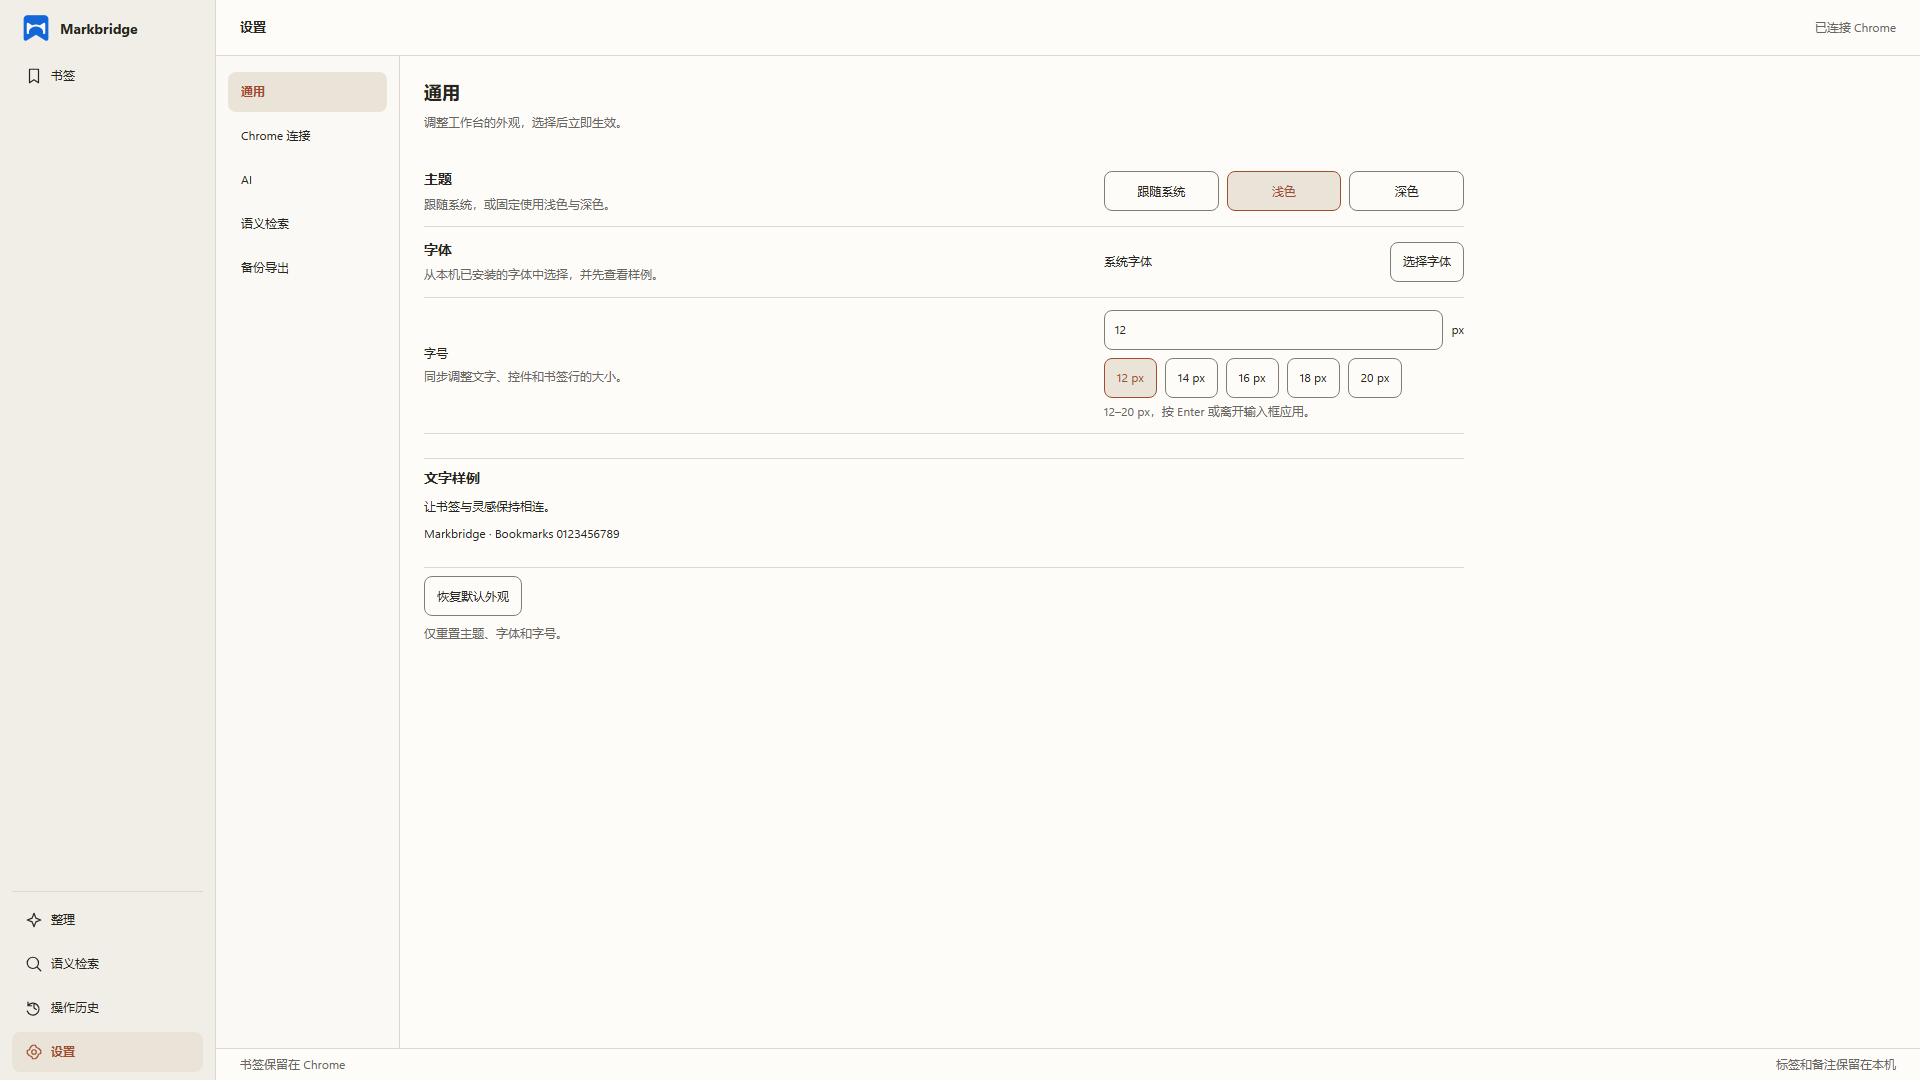 Markbridge
书签
整理
语义检索
操作历史
设置
设置
已连接 Chrome
通用
Chrome 连接
AI
语义检索
备份导出
通用
调整工作台的外观，选择后立即生效。
主题
跟随系统，或固定使用浅色与深色。
跟随系统
浅色
深色
字体
从本机已安装的字体中选择，并先查看样例。
系统字体
选择字体
字号
同步调整文字、控件和书签行的大小。
12
px
12 px
14 px
16 px
18 px
20 px
12–20 px，按 Enter 或离开输入框应用。
文字样例
让书签与灵感保持相连。
Markbridge · Bookmarks 0123456789
恢复默认外观
仅重置主题、字体和字号。
书签保留在 Chrome
标签和备注保留在本机